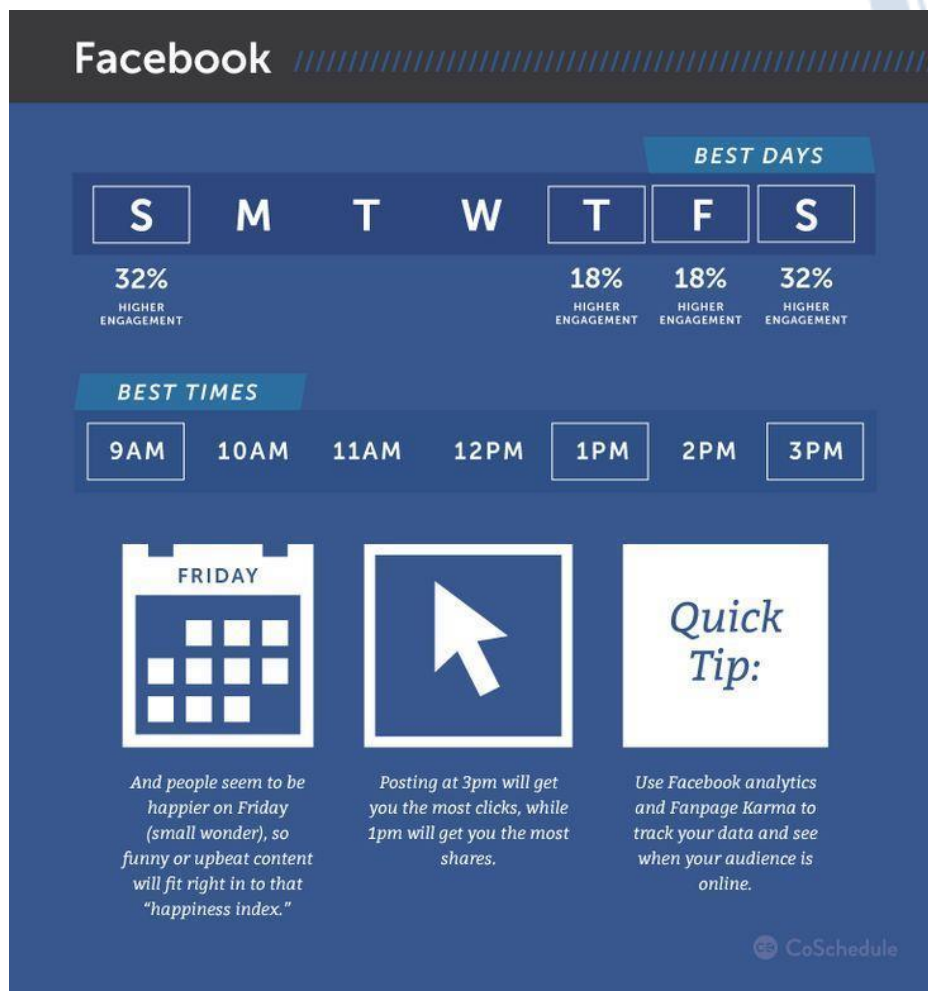 Facebook
BEST DAYS
S M T W T F S
32% 18% 18% 32%
HIGHER HIGHER HIGHER HIGHER
ENGAGEMENT ENGAGEMENT ENGAGEMENT ENGAGEMENT
BEST TIMES
9AM 10AM 11AM 12PM 1PM 2PM 3PM
FRIDAY
And people seem to be
happier on Friday
(small wonder), so
funny or upbeat content
will fit right in to that
“happiness index.”
Posting at 3pm will get
you the most clicks, while
1pm will get you the most
shares.
Quick
Tip:
Use Facebook analytics
and Fanpage Karma to
track your data and see
when your audience is
online.
CoSchedule